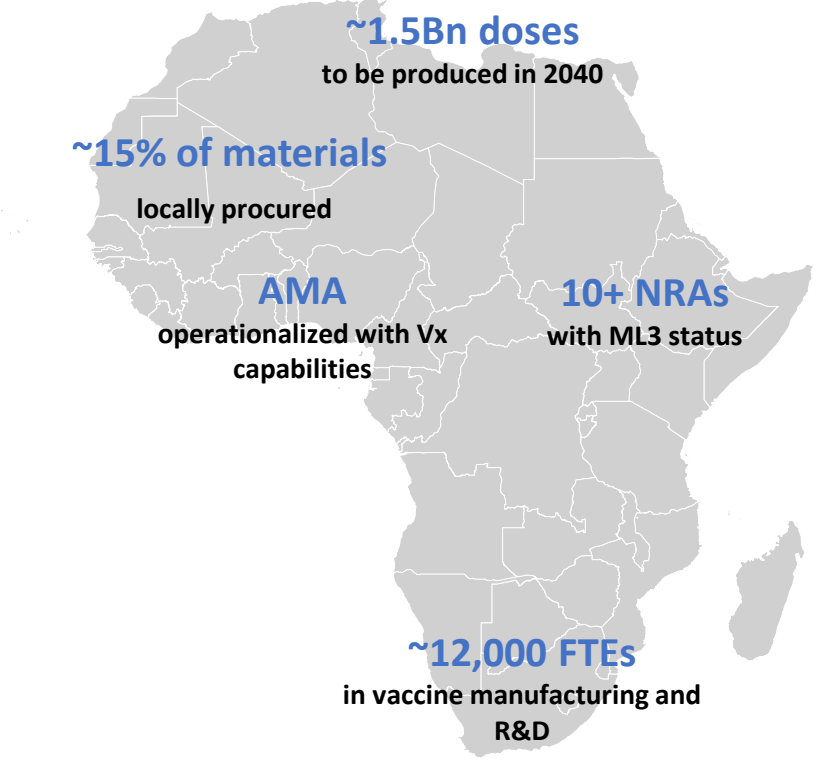 ~1.5Bn doses
to be produced in 2040
~15% of materials
locally procured
AMA
operationalized with Vx
capabilities
10+ NRAs
with ML3 status
~12,000 FTEs
in vaccine manufacturing and
R&D